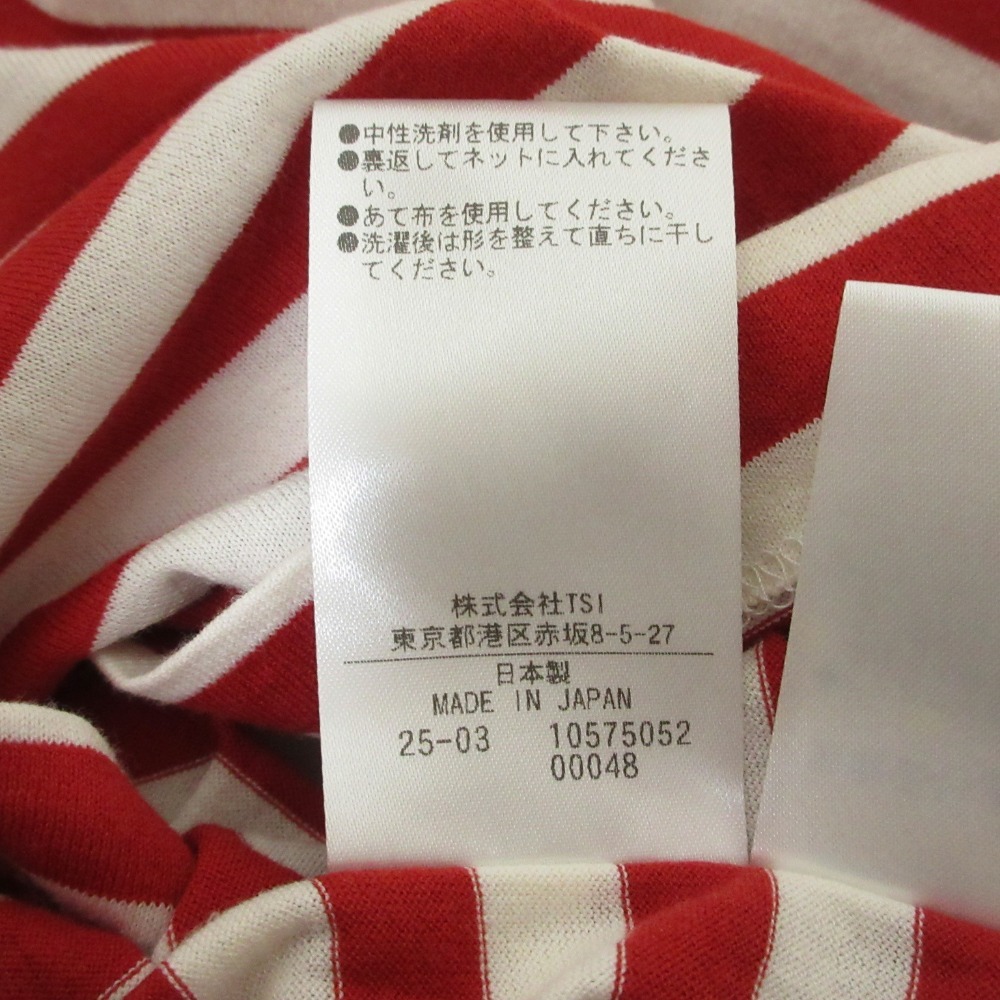 ●中性洗剤を使用して下さい。
●裏返してネットに入れてくださ
い。
●あて布を使用してください。
●洗濯後は形を整えて直ちに干し
てください。
株式会社TSI
東京都港区赤坂8-5-27
日本製
MADE IN JAPAN
25-03 10575052
00048